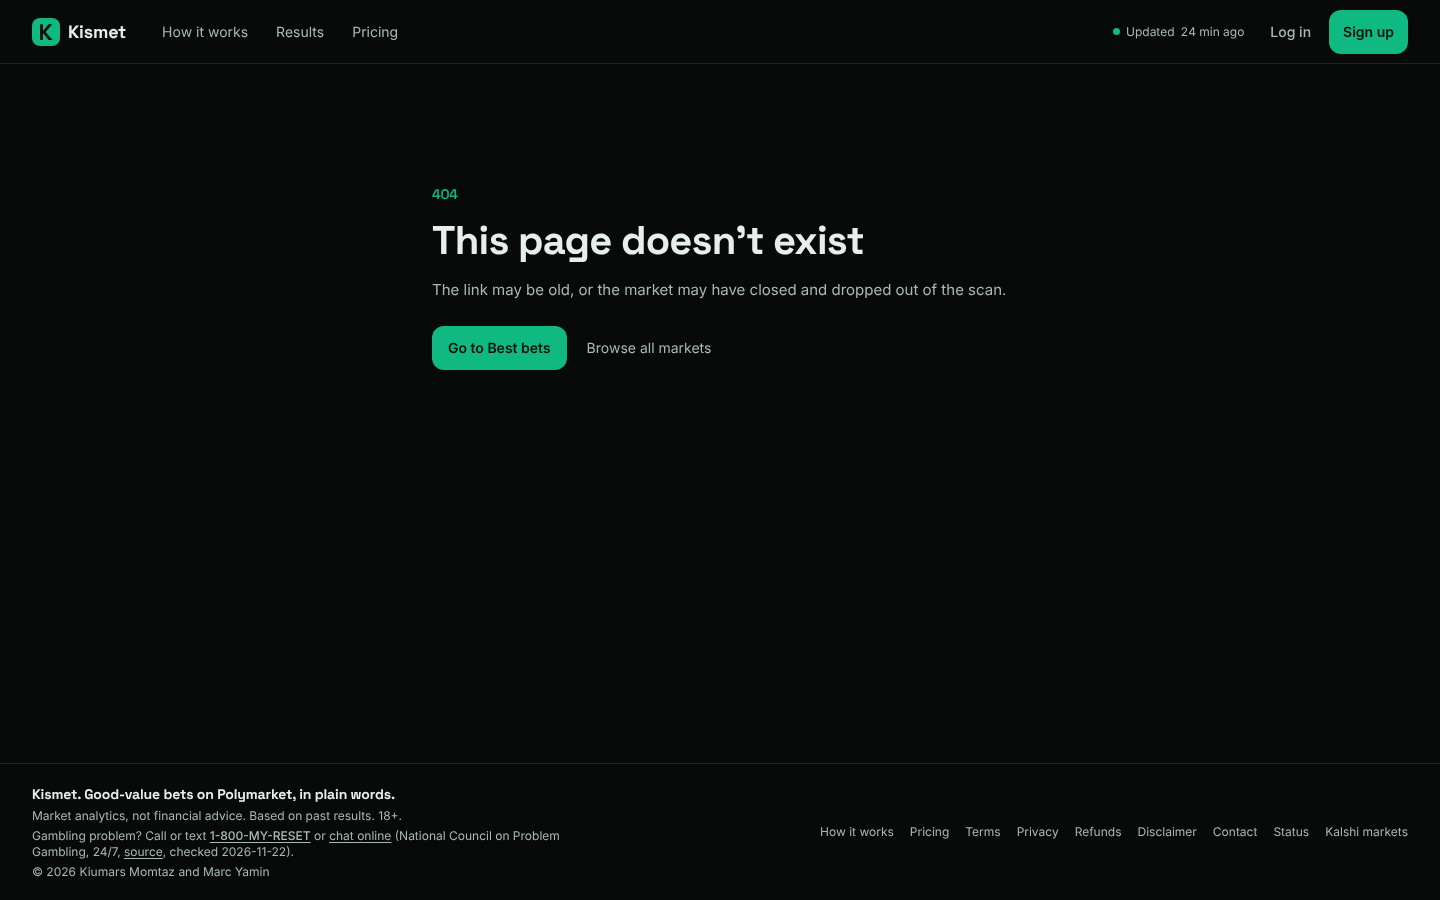 K Kismet How it works Results Pricing Updated 24 min ago Log in Sign up
404
This page doesn’t exist
The link may be old, or the market may have closed and dropped out of the scan.
Go to Best bets Browse all markets
Kismet. Good-value bets on Polymarket, in plain words.
Market analytics, not financial advice. Based on past results. 18+.
Gambling problem? Call or text 1-800-MY-RESET or chat online (National Council on Problem
Gambling, 24/7, source, checked 2026-11-22).
© 2026 Kiumars Momtaz and Marc Yamin
How it works Pricing Terms Privacy Refunds Disclaimer Contact Status Kalshi markets